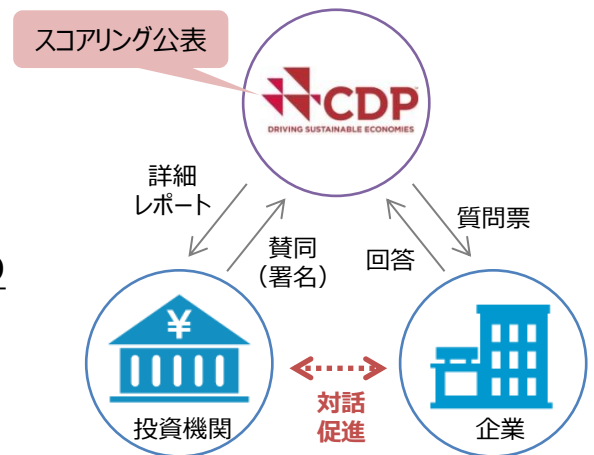 スコアリング公表
CDP
DRIVING SUSTAINABLE ECONOMIES
詳細
レポート
賛同
（署名）
回答
質問票
¥
投資機関
対話
促進
企業